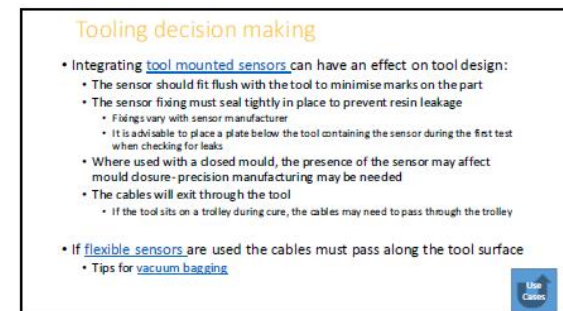 Tooling decision making
• Integrating tool mounted sensors can have an effect on tool design:
• The sensor should fit flush with the tool to minimise marks on the part
• The sensor fixing must seal tightly in place to prevent resin leakage
• Fixings vary with sensor manufacturer
• It is advisable to place a plate below the tool containing the sensor during the first test
when checking for leaks
• Where used with a closed mould, the presence of the sensor may affect
mould closure- precision manufacturing may be needed
• The cables will exit through the tool
• If the tool sits on a trolley during cure, the cables may need to pass through the trolley
• If flexible sensors are used the cables must pass along the tool surface
• Tips for vacuum bagging
Use
Cases